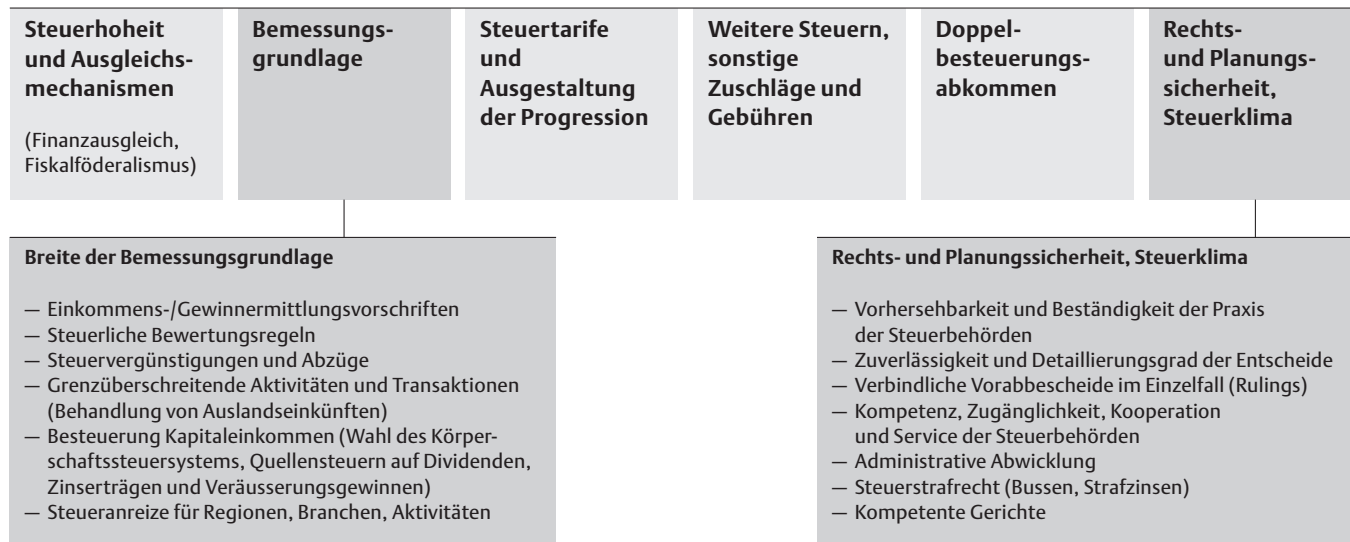 Steuerhoheit
und Ausgleichs-
mechanismen
(Finanzausgleich,
Fiskalföderalismus)
Bemessungs-
grundlage
Steuertarife
und
Ausgestaltung
der Progression
Weitere Steuern,
sonstige
Zuschläge und
Gebühren
Doppel-
besteuerungs-
abkommen
Rechts-
und Planungs-
sicherheit,
Steuerklima
Breite der Bemessungsgrundlage
— Einkommens-/Gewinnermittlungsvorschriften
— Steuerliche Bewertungsregeln
— Steuervergünstigungen und Abzüge
— Grenzüberschreitende Aktivitäten und Transaktionen
(Behandlung von Auslandseinkünften)
— Besteuerung Kapitaleinkommen (Wahl des Körper-
schaftssteuersystems, Quellensteuern auf Dividenden,
Zinserträgen und Veräusserungsgewinnen)
— Steueranreize für Regionen, Branchen, Aktivitäten
Rechts- und Planungssicherheit, Steuerklima
— Vorhersehbarkeit und Beständigkeit der Praxis
der Steuerbehörden
— Zuverlässigkeit und Detaillierungsgrad der Entscheide
— Verbindliche Vorabbescheide im Einzelfall (Rulings)
— Kompetenz, Zugänglichkeit, Kooperation
und Service der Steuerbehörden
— Administrative Abwicklung
— Steuerstrafrecht (Bussen, Strafzinsen)
— Kompetente Gerichte